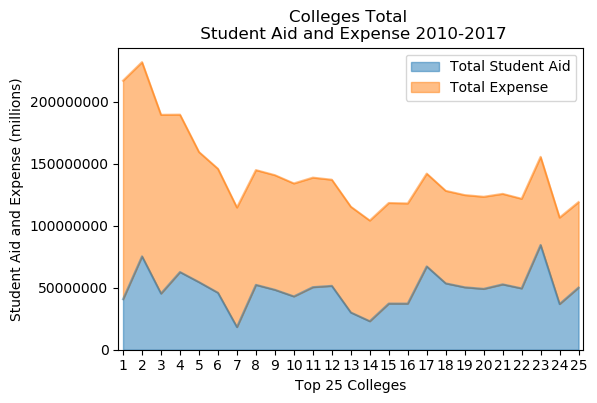 Colleges Total
Student Aid and Expense 2010-2017
Total Student Aid
Total Expense
Student Aid and Expense (millions)
200000000
150000000
100000000
50000000
0
1 2 3 4 5 6 7 8 9 10 11 12 13 14 15 16 17 18 19 20 21 22 23 24 25
Top 25 Colleges